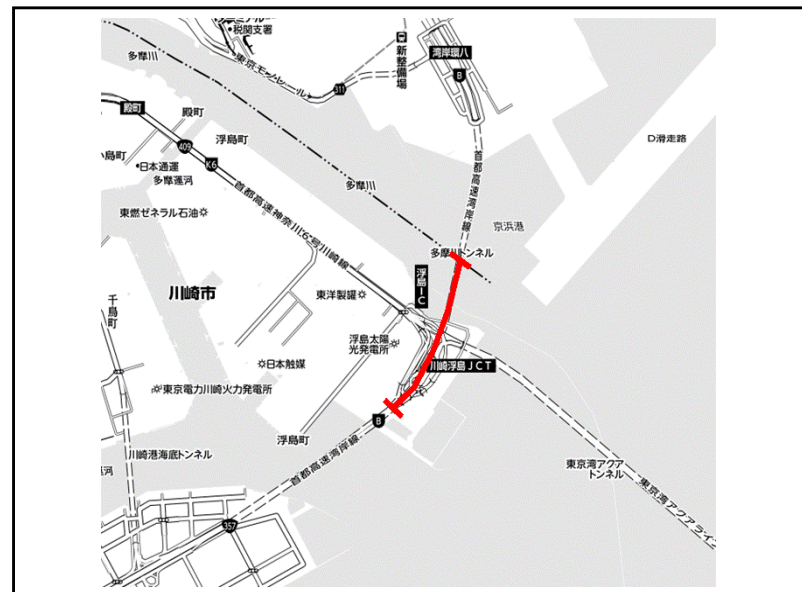 税関支署
多摩川
東京モノレール
311
新整備場
湾岸環八
B
殿町
殿町
409
K6
浮島町
小島町
日本通運
多摩運河
首都高速湾岸線
D滑走路
多摩川
京浜港
東燃ゼネラル石油
首都高速神奈川6号川崎線
多摩川トンネル
浮島IC
川崎市
東洋製罐
千鳥町
浮島太陽
光発電所
日本触媒
川崎浮島JCT
東京電力川崎火力発電所
B
浮島町
首都高速湾岸線
川崎港海底トンネル
東京湾アクア
トンネル
東京湾アクアライン
357